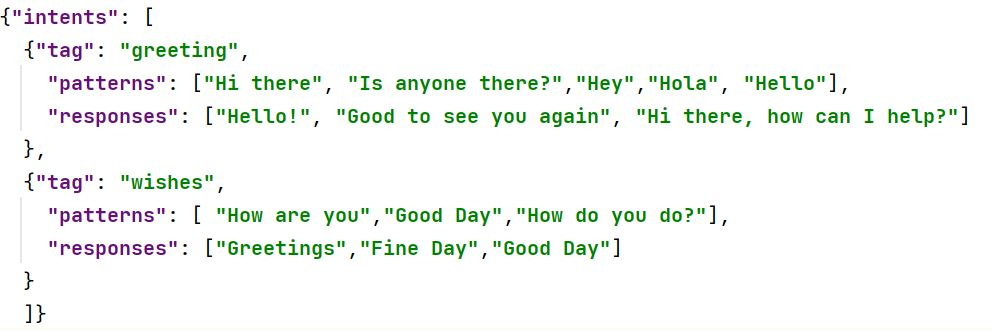 {"intents": [
{"tag": "greeting",
"patterns": ["Hi there", "Is anyone there?","Hey","Hola", "Hello"],
"responses": ["Hello!", "Good to see you again", "Hi there, how can I help?"]
},
{"tag": "wishes",
"patterns": [ "How are you","Good Day","How do you do?"],
"responses": ["Greetings","Fine Day","Good Day"]
}
]}